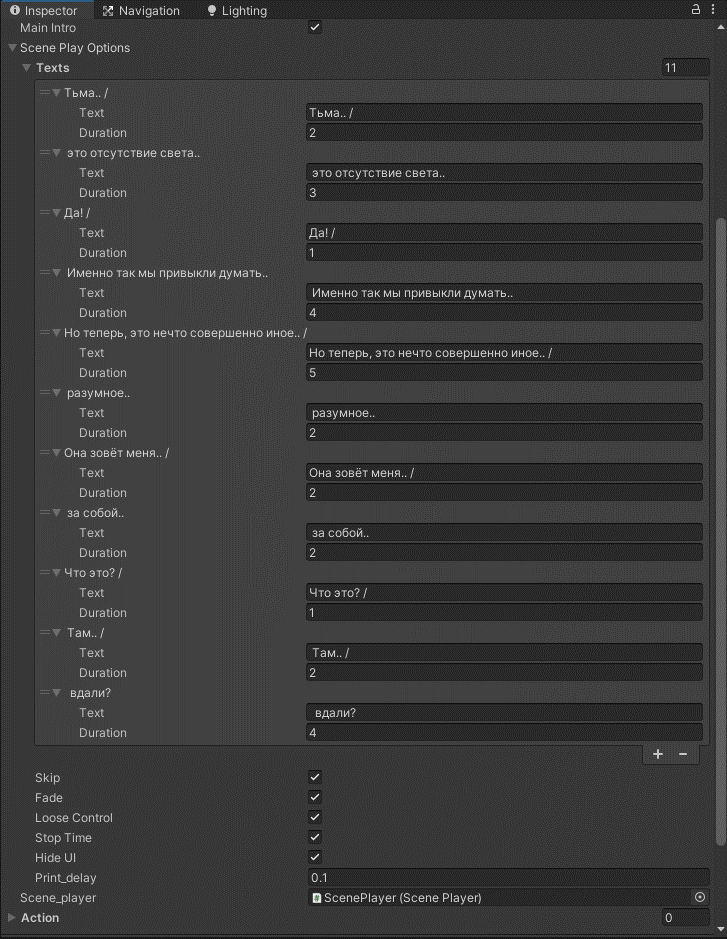 Inspector Navigation Lighting
Main Intro
Scene Play Options
Texts 11
Тьма.. /
Text Тьма.. /
Duration 2
это отсутствие света..
Text это отсутствие света..
Duration 3
Да! /
Text Да! /
Duration 1
Именно так мы привыкли думать..
Text Именно так мы привыкли думать..
Duration 4
Но теперь, это нечто совершенно иное.. /
Text Но теперь, это нечто совершенно иное.. /
Duration 5
разумное..
Text разумное..
Duration 2
Она зовёт меня.. /
Text Она зовёт меня.. /
Duration 2
за собой..
Text за собой..
Duration 2
Что это? /
Text Что это? /
Duration 1
Там.. /
Text Там.. /
Duration 2
вдали?
Text вдали?
Duration 4
+ −
Skip
Fade
Loose Control
Stop Time
Hide UI
Print_delay 0.1
Scene_player ScenePlayer (Scene Player)
Action 0